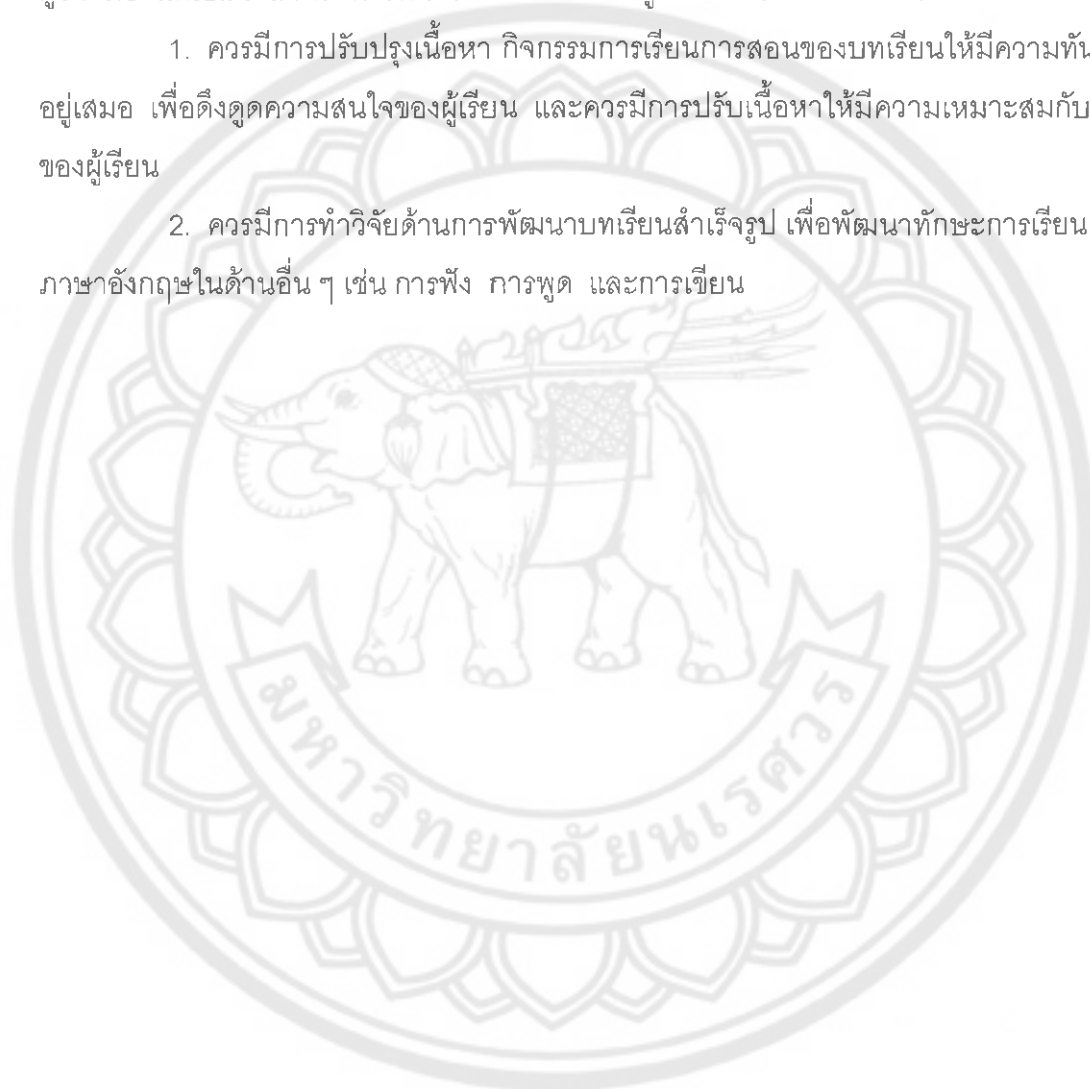 1. ควรมีการปรับปรุงเนื้อหา กิจกรรมการเรียนการสอนของบทเรียนให้มีความทัน
อยู่เสมอ เพื่อดึงดูดความสนใจของผู้เรียน และควรมีการปรับเนื้อหาให้มีความเหมาะสมกับ
ของผู้เรียน
2. ควรมีการทำวิจัยด้านการพัฒนาบทเรียนสำเร็จรูป เพื่อพัฒนาทักษะการเรียน
ภาษาอังกฤษในด้านอื่น ๆ เช่น การฟัง การพูด และการเขียน
มหาวิทยาลัยนเรศวร